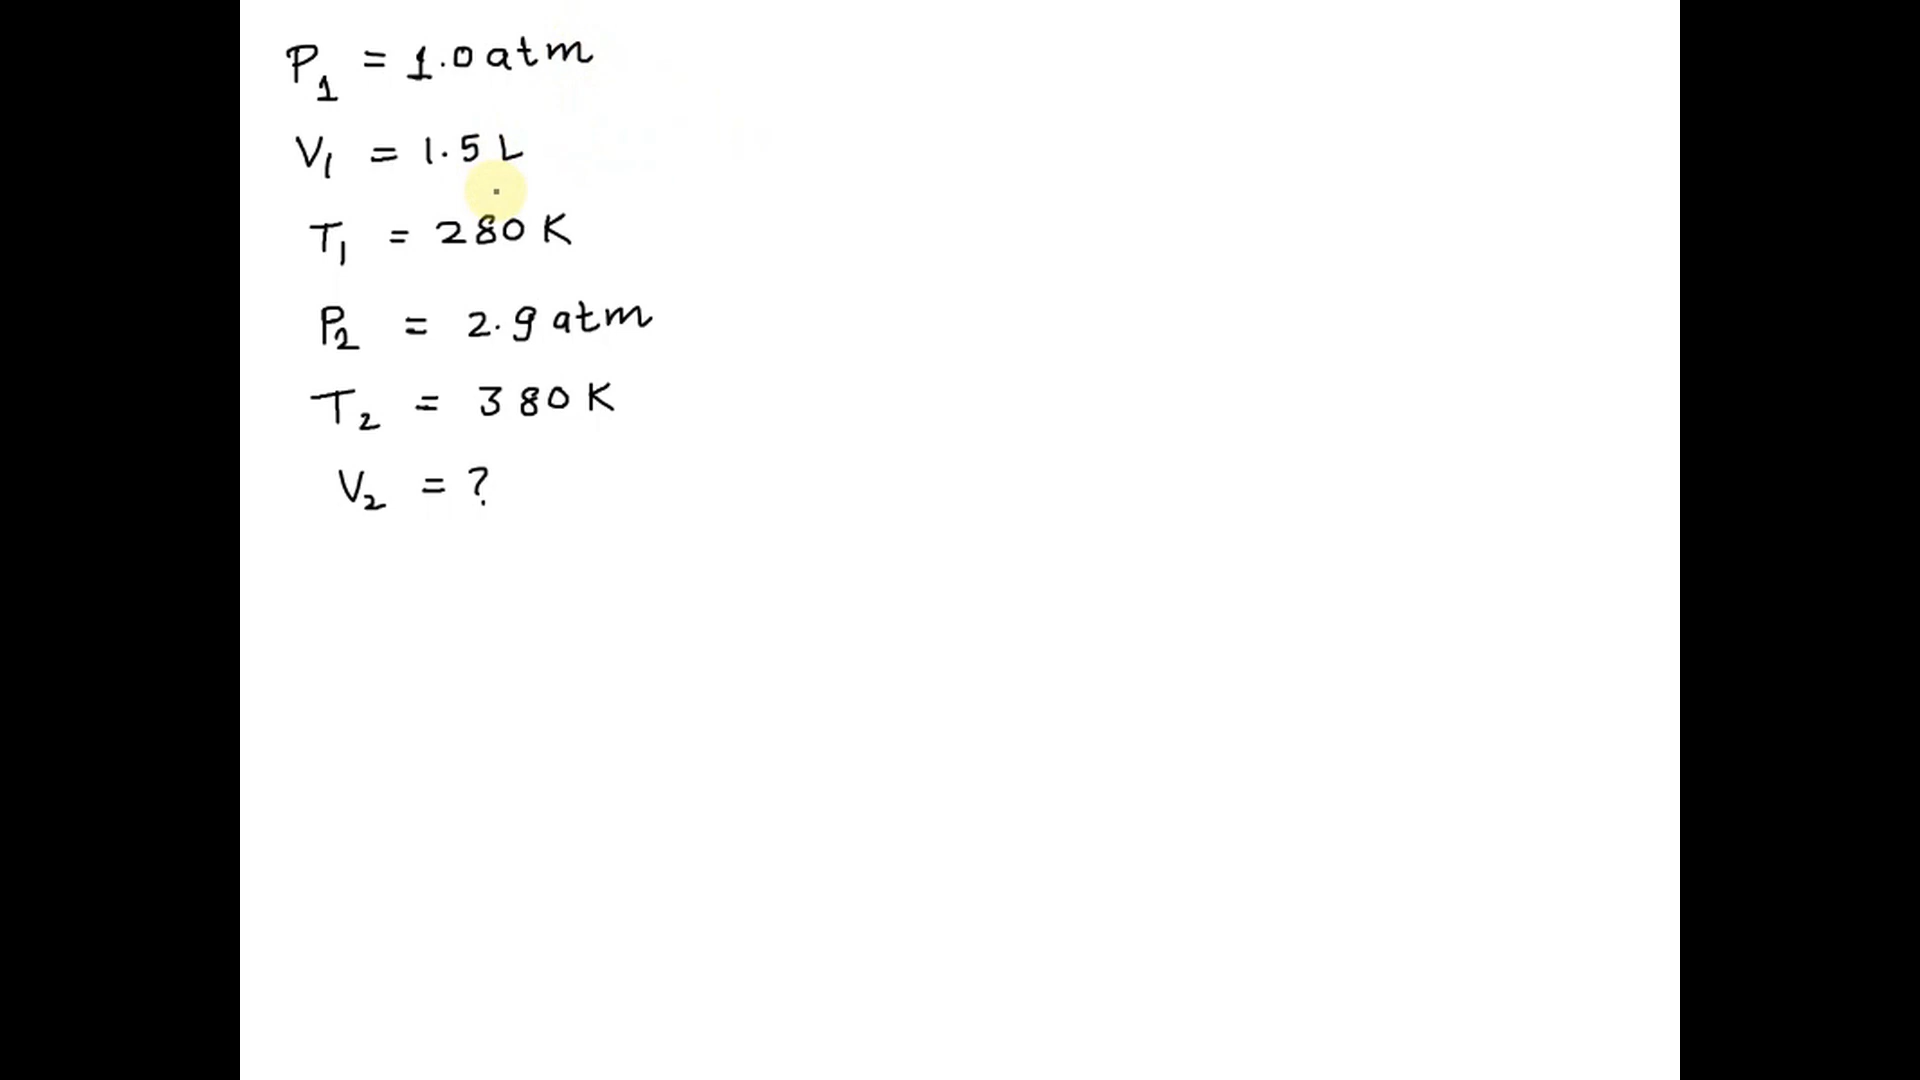 P₁ = 1.0 atm
V₁ = 1.5 L
T₁ = 280 K
P₂ = 2.9 atm
T₂ = 380 K
V₂ = ?